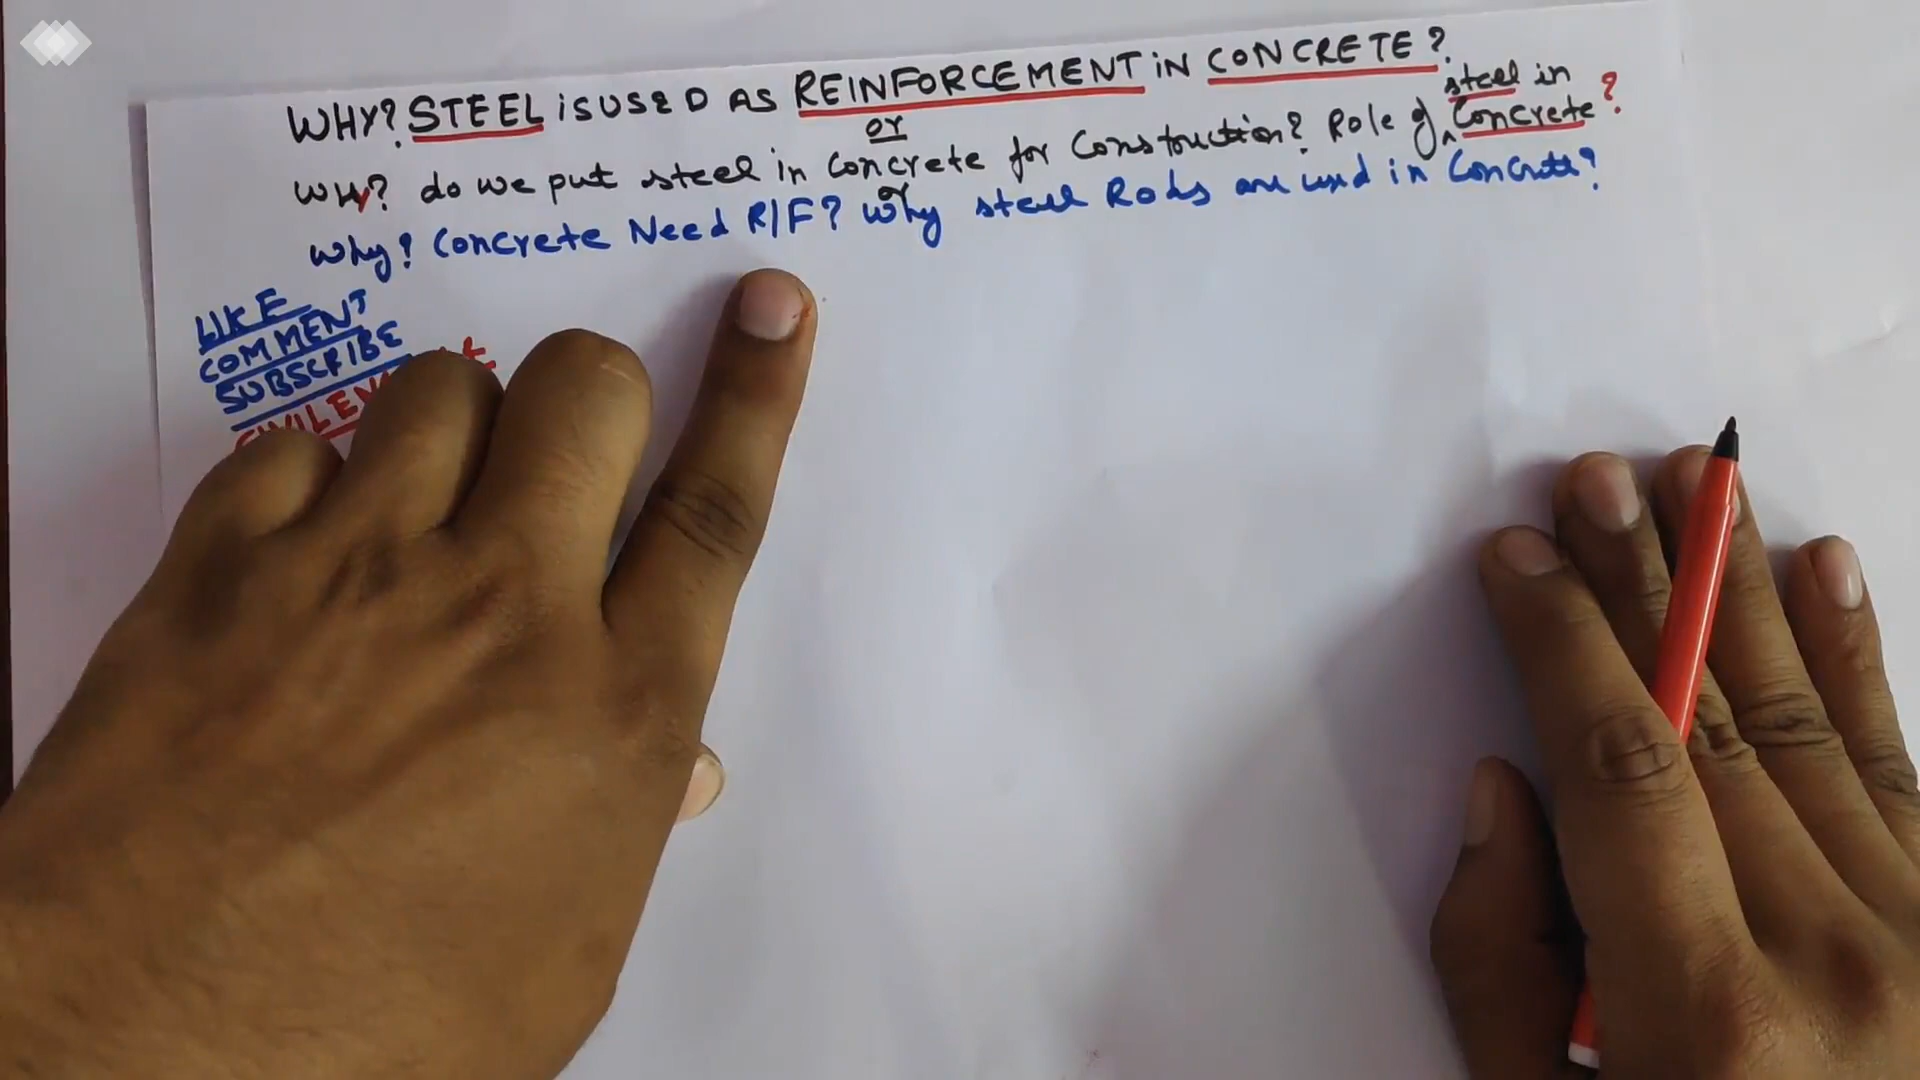 WHY? STEEL is USED AS REINFORCEMENT iN CONCRETE?
or
Why? do we put steel in Concrete for Construction? Role of steel in Concrete?
or
Why? Concrete Need R/F? Why steel Rods are used in Concrete?
LIKE
COMMENT
SUBSCRIBE